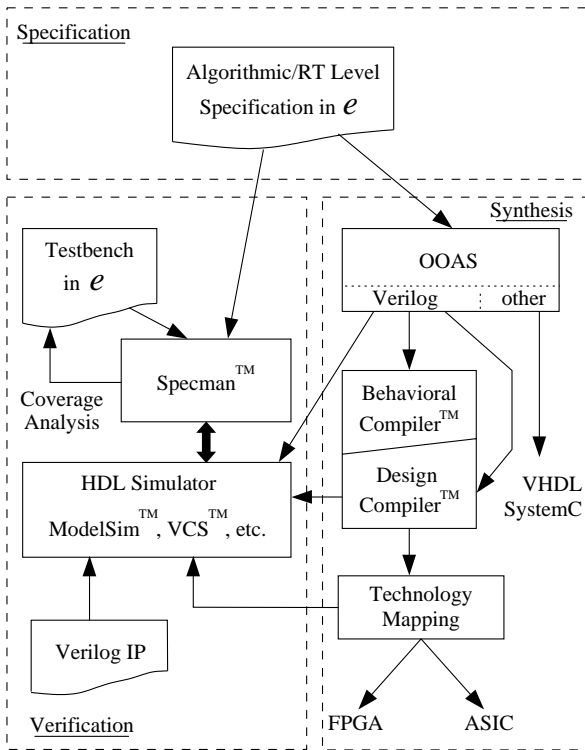 Specification
Algorithmic/RT Level
Specification in e
Synthesis
Testbench
in e
OOAS
Verilog
other
Specman™
Coverage
Analysis
Behavioral
Compiler™
Design
Compiler™
HDL Simulator
ModelSim™, VCS™, etc.
VHDL
SystemC
Technology
Mapping
Verilog IP
FPGA
ASIC
Verification